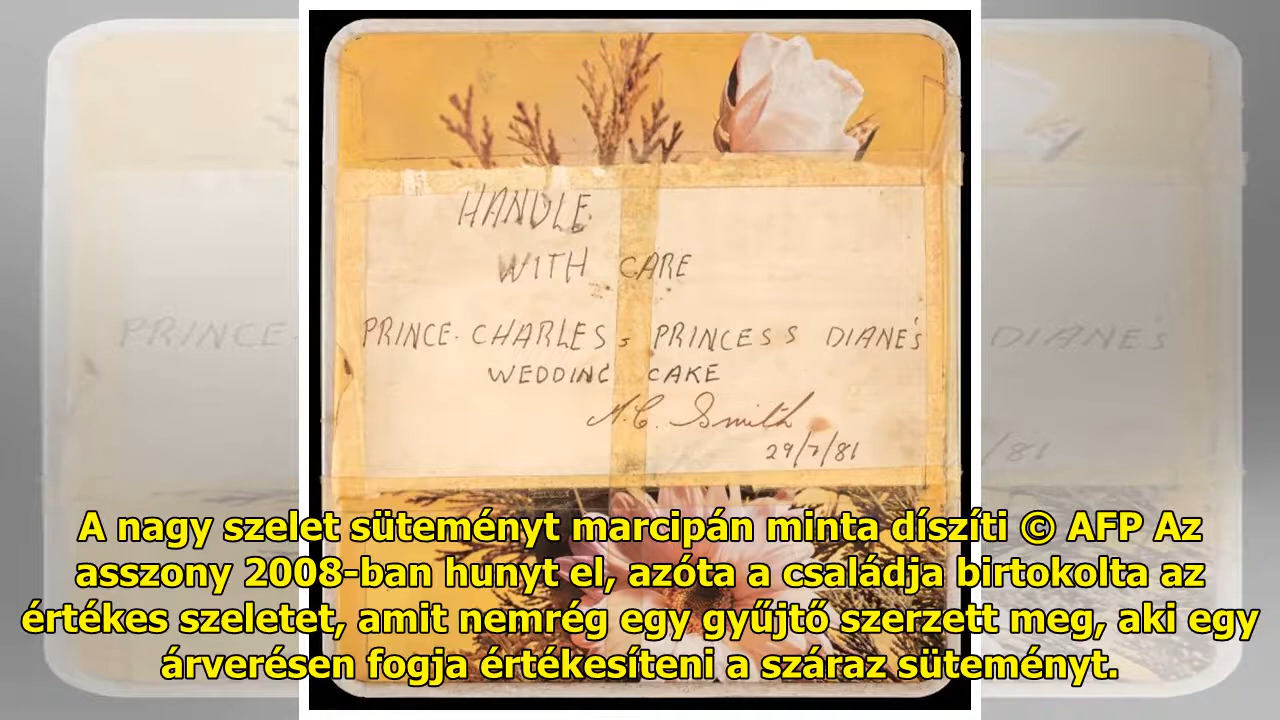 HANDLE
WITH CARE
PRINCE CHARLES & PRINCESS DIANE'S
WEDDING CAKE
N.C. Smith
29/7/81
A nagy szelet süteményt marcipán minta díszíti © AFP Az
asszony 2008-ban hunyt el, azóta a családja birtokolta az
értékes szeletet, amit nemrég egy gyűjtő szerzett meg, aki egy
árverésen fogja értékesíteni a száraz süteményt.